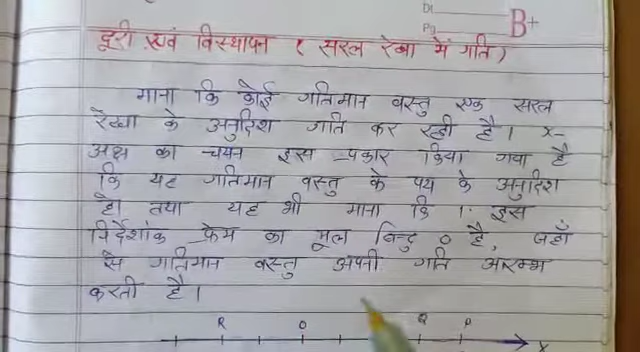 Dt
Pg
B+
दूरी एवं विस्थापन ( सरल रेखा में गति )
माना कि कोई गतिमान वस्तु एक सरल
रेखा के अनुदिश गति कर रही है। x-
अक्ष का चयन इस प्रकार किया गया है
कि यह गतिमान वस्तु के पथ के अनुदिश
है। तथा यह भी माना कि इस
निर्देशांक फ्रेम का मूल बिन्दु O है, जहाँ
से गतिमान वस्तु अपनी गति आरम्भ
करती है।
R O Q P
X